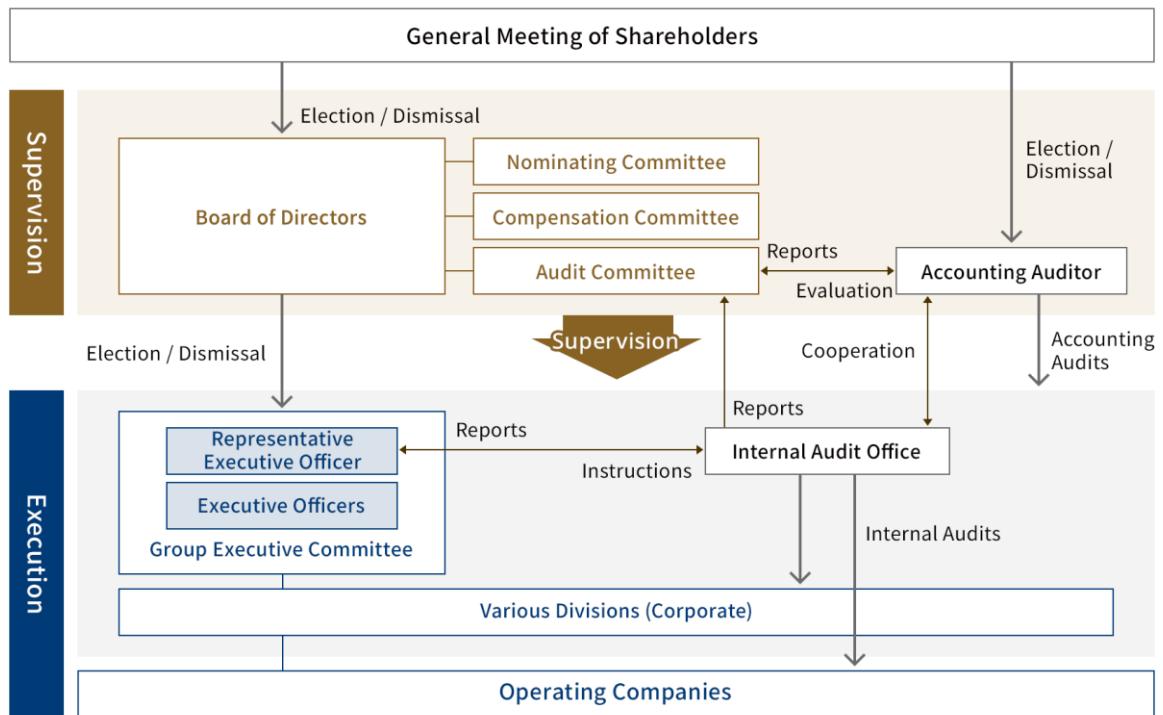 General Meeting of Shareholders
Supervision
Election / Dismissal
Election /
Dismissal
Board of Directors
Nominating Committee
Compensation Committee
Audit Committee
Reports
Evaluation
Accounting Auditor
Supervision
Election / Dismissal
Cooperation
Accounting
Audits
Execution
Reports
Representative
Executive Officer
Reports
Instructions
Internal Audit Office
Executive Officers
Group Executive Committee
Internal Audits
Various Divisions (Corporate)
Operating Companies